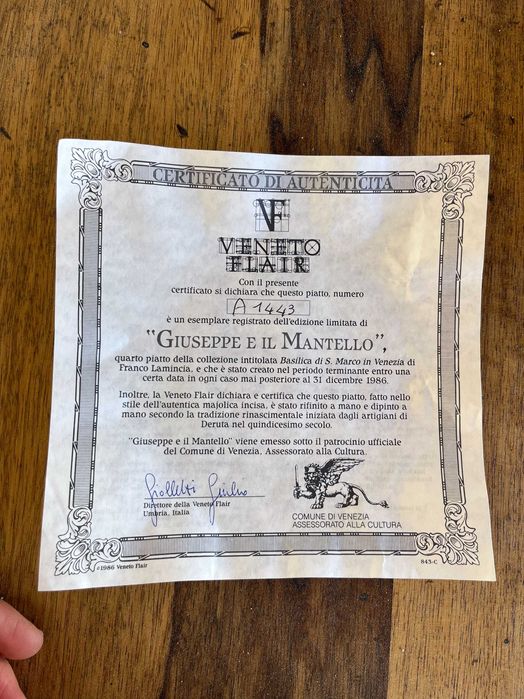 CERTIFICATO DI AUTENTICITA
VF
VENETO
FLAIR
Con il presente
certificato si dichiara che questo piatto, numero
A 1443
è un esemplare registrato dell'edizione limitata di
"GIUSEPPE E IL MANTELLO",
quarto piatto della collezione intitolata Basilica di S. Marco in Venezia di
Franco Lamincia, e che è stato creato nel periodo terminante entro una
certa data in ogni caso mai posteriore al 31 dicembre 1986.
Inoltre, la Veneto Flair dichiara e certifica che questo piatto, fatto nello
stile dell'autentica majolica incisa, è stato rifinito a mano e dipinto a
mano secondo la tradizione rinascimentale iniziata dagli artigiani di
Deruta nel quindicesimo secolo.
"Giuseppe e il Mantello" viene emesso sotto il patrocinio ufficiale
del Comune di Venezia, Assessorato alla Cultura.
Direttore della Veneto Flair
Umbria, Italia
COMUNE DI VENEZIA
ASSESSORATO ALLA CULTURA
©1986 Veneto Flair
843-C